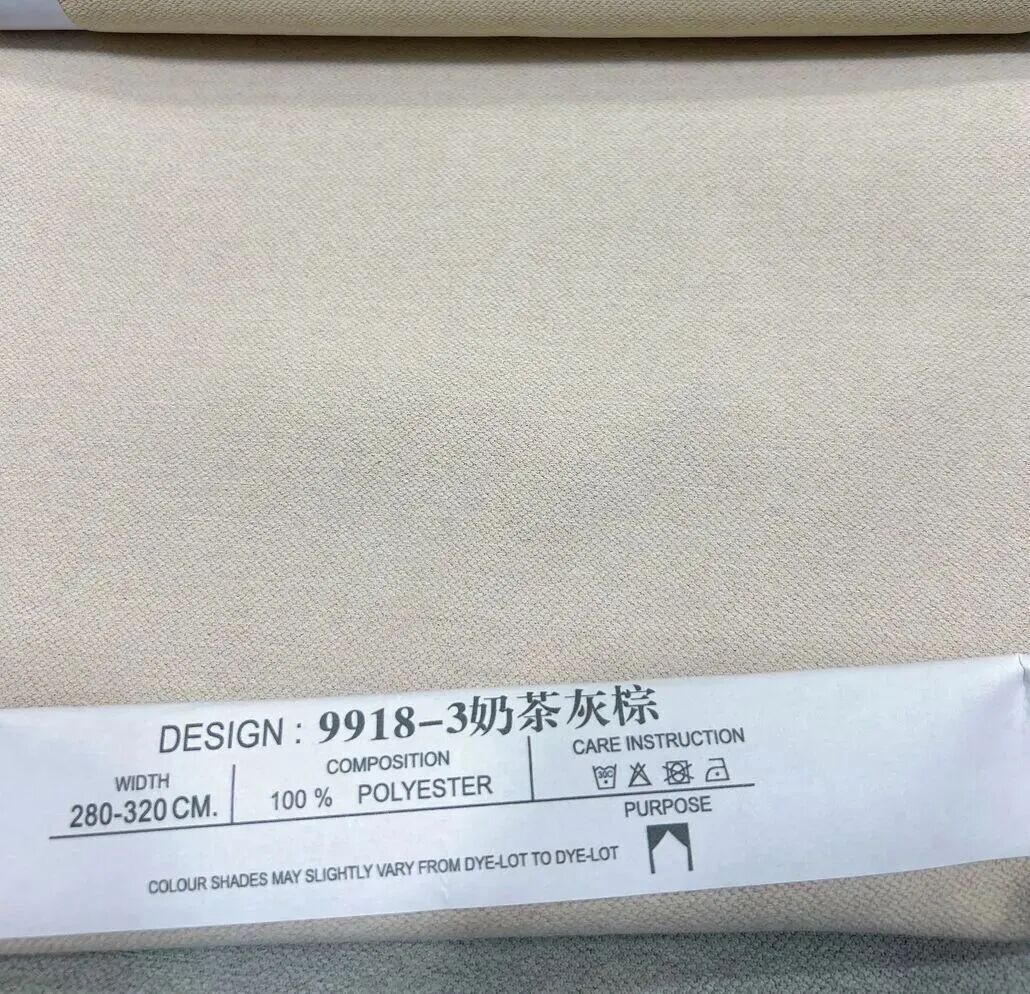 DESIGN : 9918-3奶茶灰棕
WIDTH
280-320 CM.
COMPOSITION
100 % POLYESTER
CARE INSTRUCTION
30C
PURPOSE
COLOUR SHADES MAY SLIGHTLY VARY FROM DYE-LOT TO DYE-LOT